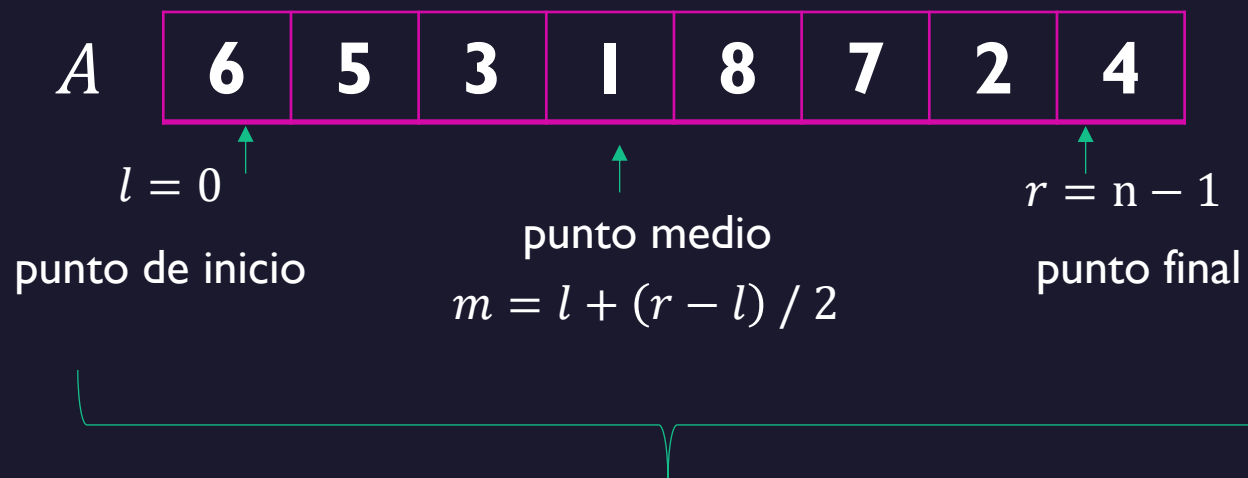 A 6 5 3 1 8 7 2 4
l = 0
r = n − 1
punto medio
punto de inicio
punto final
m = l + (r − l) / 2